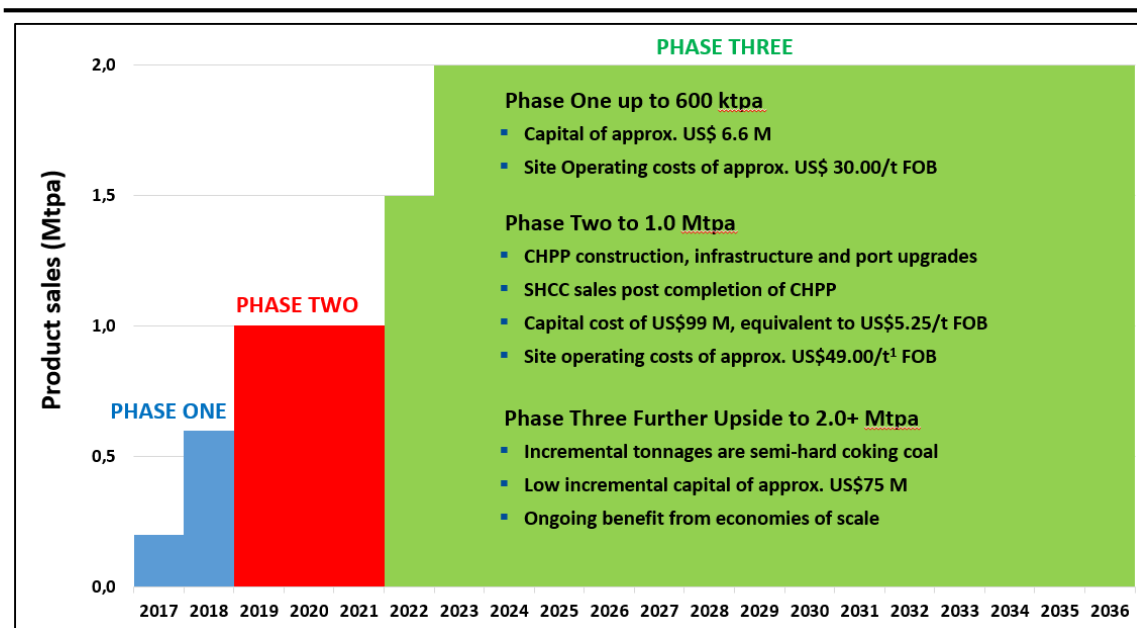 PHASE THREE
2,0
Phase One up to 600 ktpa
▪ Capital of approx. US$ 6.6 M
▪ Site Operating costs of approx. US$ 30.00/t FOB
1,5
Phase Two to 1.0 Mtpa
▪ CHPP construction, infrastructure and port upgrades
▪ SHCC sales post completion of CHPP
▪ Capital cost of US$99 M, equivalent to US$5.25/t FOB
▪ Site operating costs of approx. US$49.00/t¹ FOB
Product sales (Mtpa)
PHASE TWO
1,0
PHASE ONE
Phase Three Further Upside to 2.0+ Mtpa
▪ Incremental tonnages are semi-hard coking coal
▪ Low incremental capital of approx. US$75 M
▪ Ongoing benefit from economies of scale
0,5
0,0
2017 2018 2019 2020 2021 2022 2023 2024 2025 2026 2027 2028 2029 2030 2031 2032 2033 2034 2035 2036